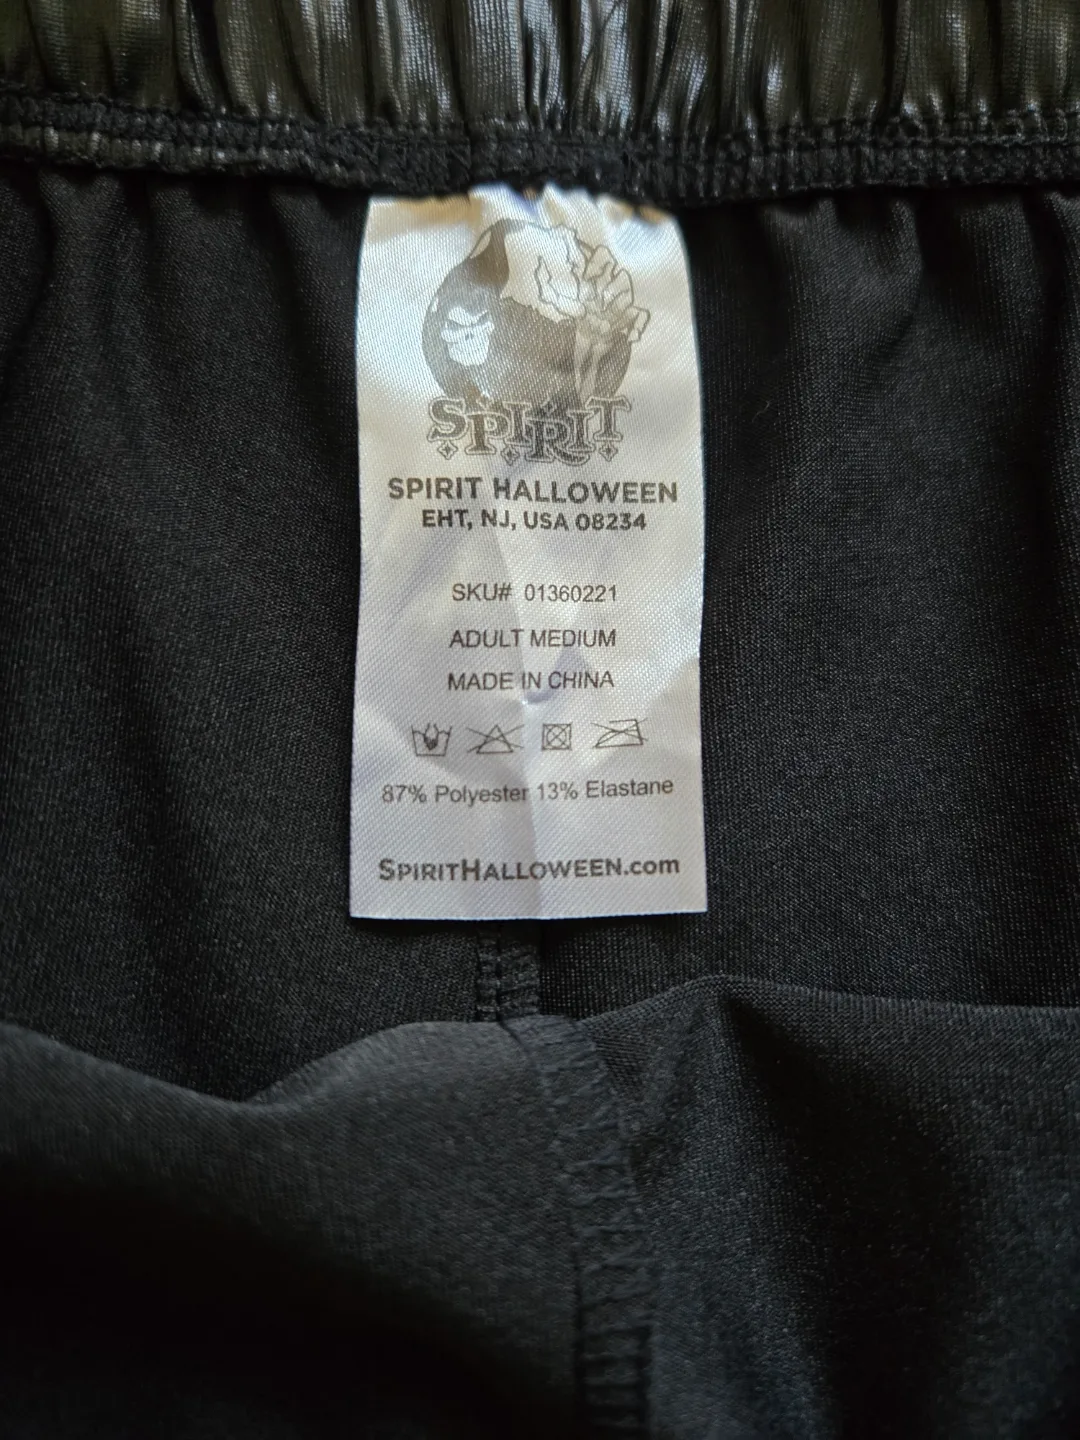 SPIRIT
SPIRIT HALLOWEEN
EHT, NJ, USA 08234
SKU# 01360221
ADULT MEDIUM
MADE IN CHINA
87% Polyester 13% Elastane
SPIRITHALLOWEEN.com